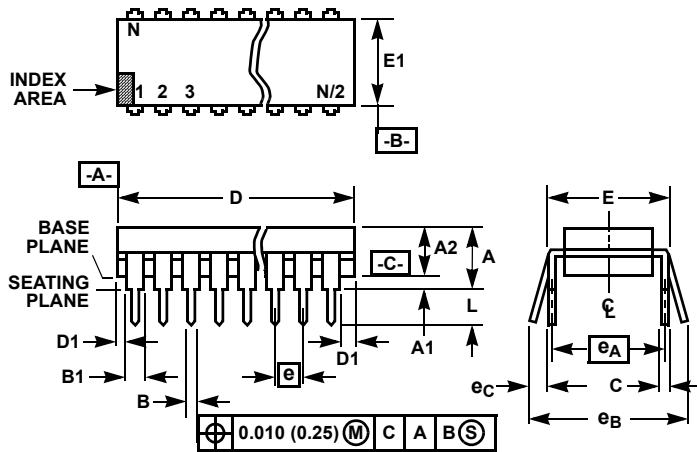 N
INDEX
AREA
1 2 3 N/2
E1
-B-
-A-
D
E
BASE
PLANE
A2
A
-C-
SEATING
PLANE
L
C
L
D1
A1
D1
eA
B1
e
eC
C
B
eB
0.010 (0.25) M C A B S